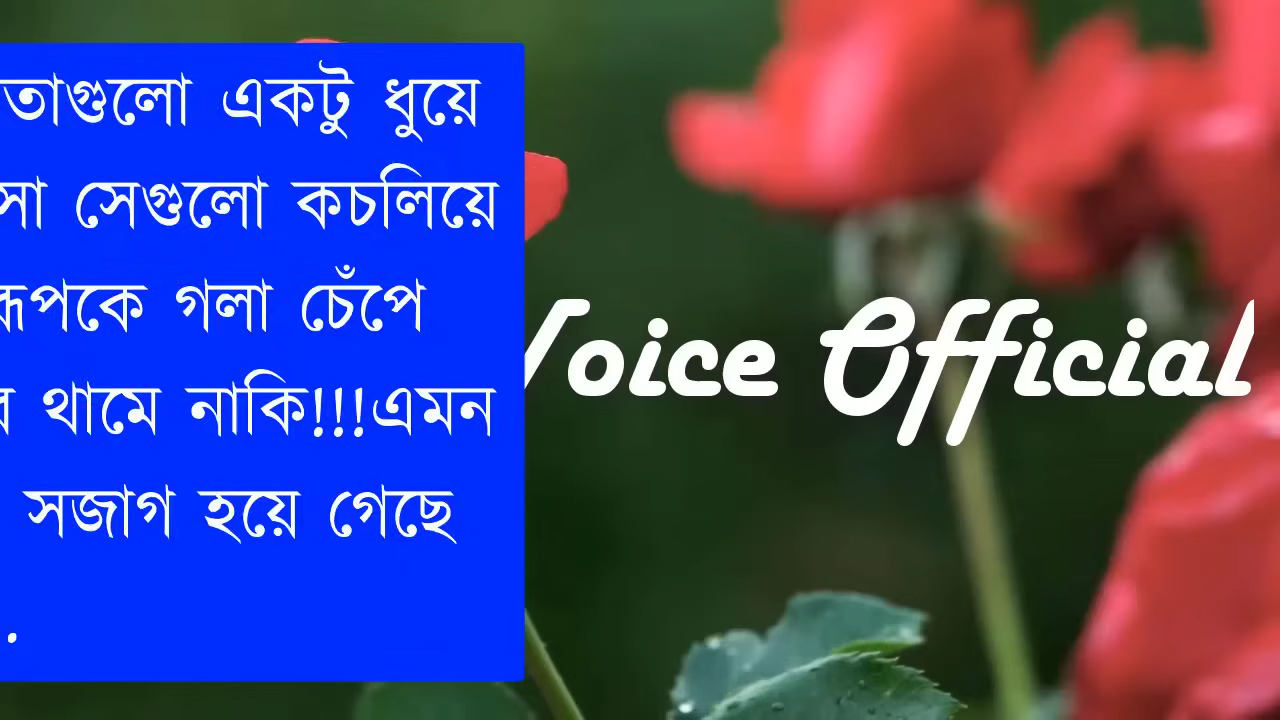 তাগুলো একটু ধুয়ে
সেগুলো কচলিয়ে
গলা চেঁপে
থামে নাকি!!!এমন
সজাগ হয়ে গেছে
.
Voice Official